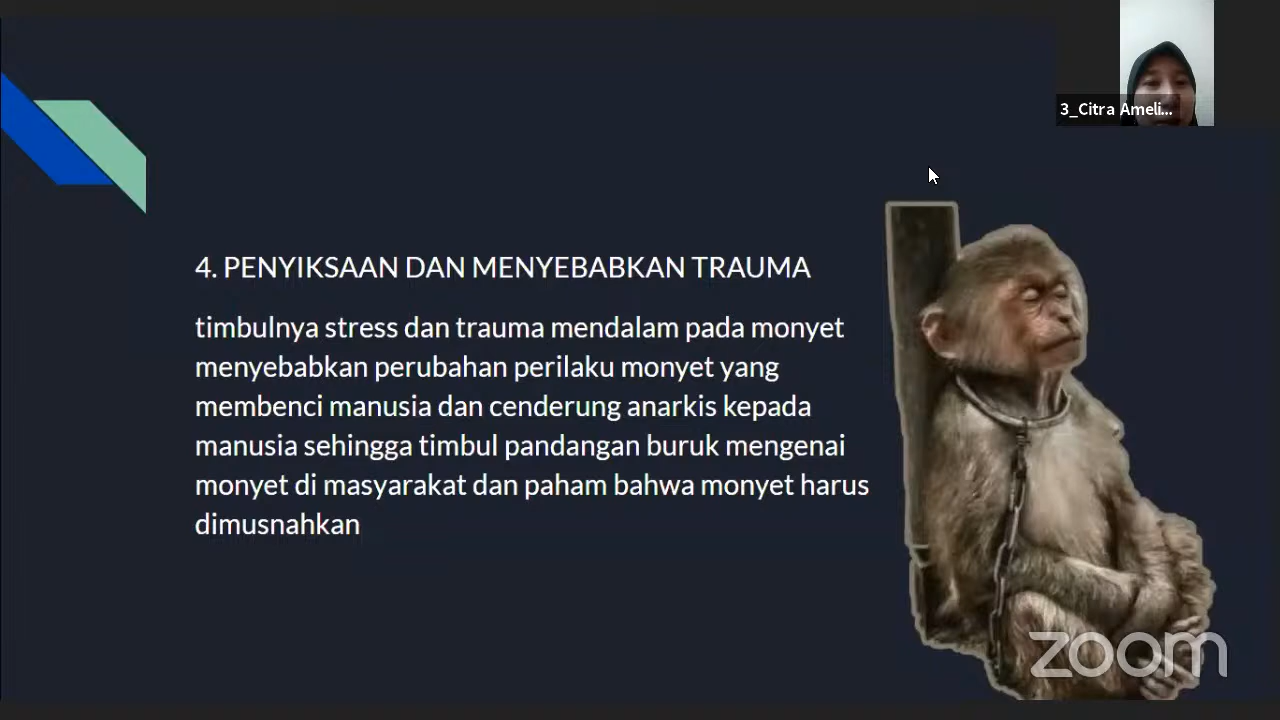 3_Citra Ameli...
4. PENYIKSAAN DAN MENYEBABKAN TRAUMA
timbulnya stress dan trauma mendalam pada monyet
menyebabkan perubahan perilaku monyet yang
membenci manusia dan cenderung anarkis kepada
manusia sehingga timbul pandangan buruk mengenai
monyet di masyarakat dan paham bahwa monyet harus
dimusnahkan
zoom